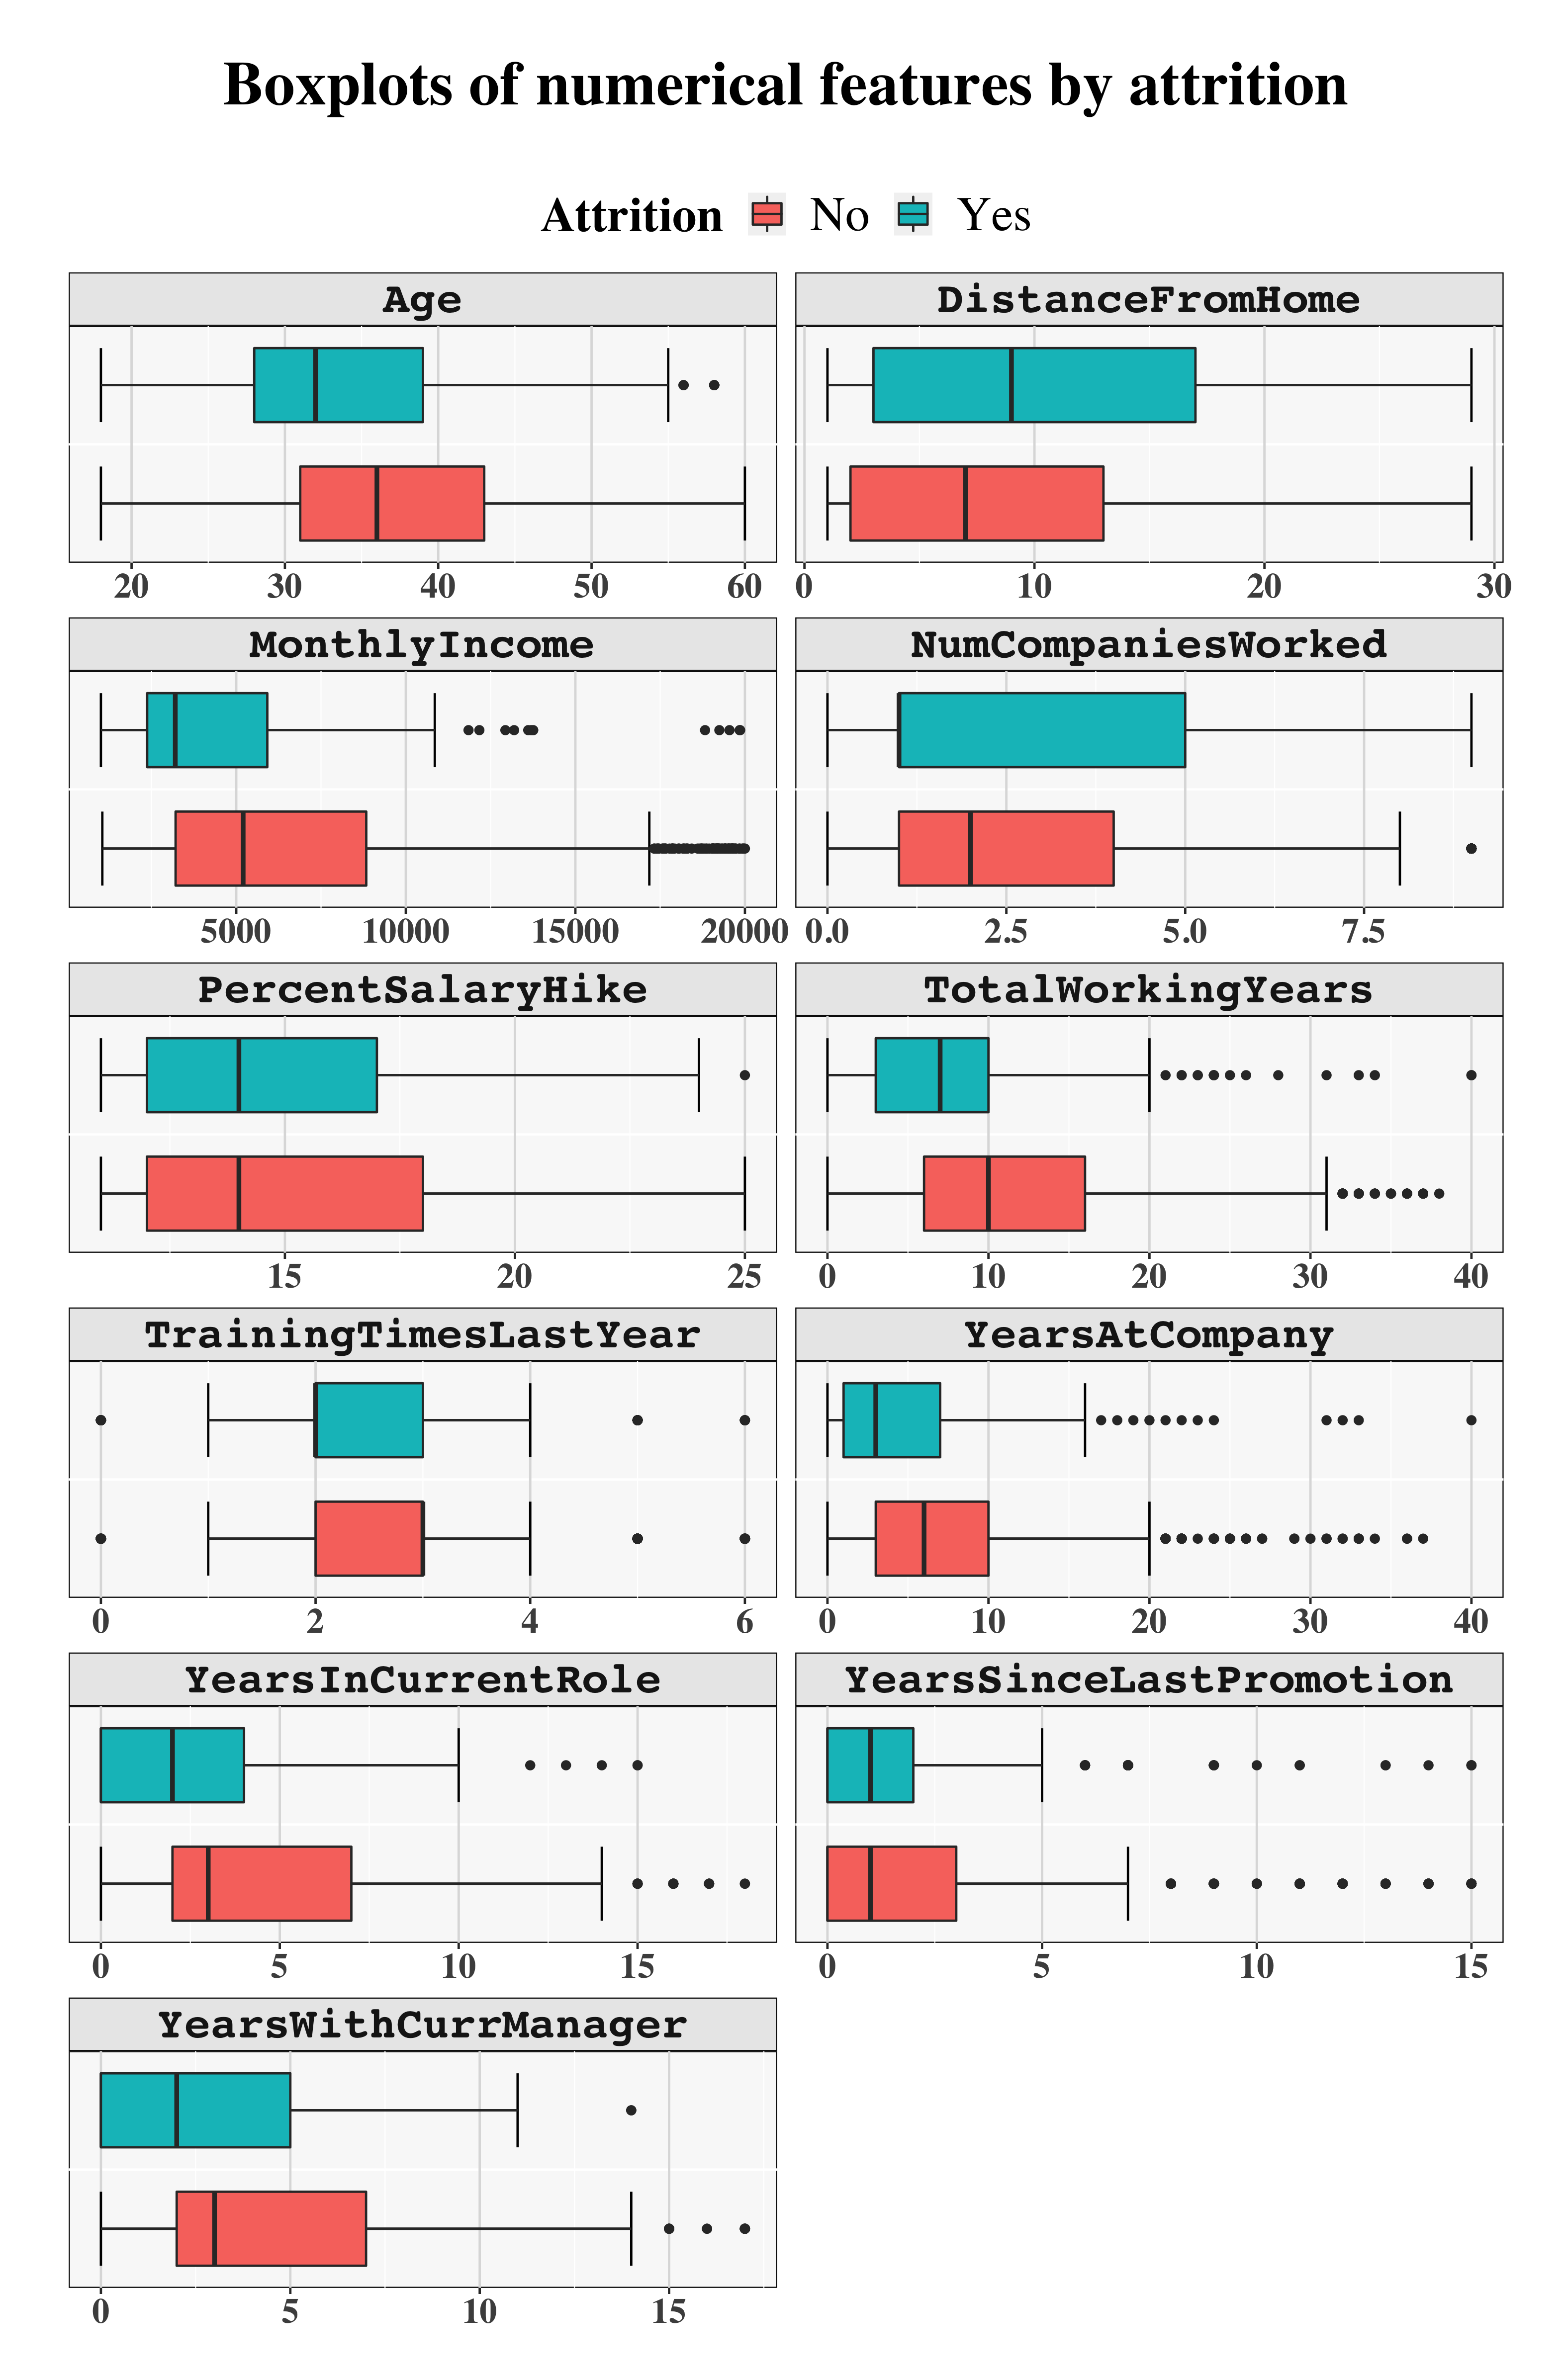 Boxplots of numerical features by attrition
Attrition No Yes
Age DistanceFromHome
20 30 40 50 60 0 10 20 30
MonthlyIncome NumCompaniesWorked
5000 10000 15000 20000 0.0 2.5 5.0 7.5
PercentSalaryHike TotalWorkingYears
15 20 25 0 10 20 30 40
TrainingTimesLastYear YearsAtCompany
0 2 4 6 0 10 20 30 40
YearsInCurrentRole YearsSinceLastPromotion
0 5 10 15 0 5 10 15
YearsWithCurrManager
0 5 10 15